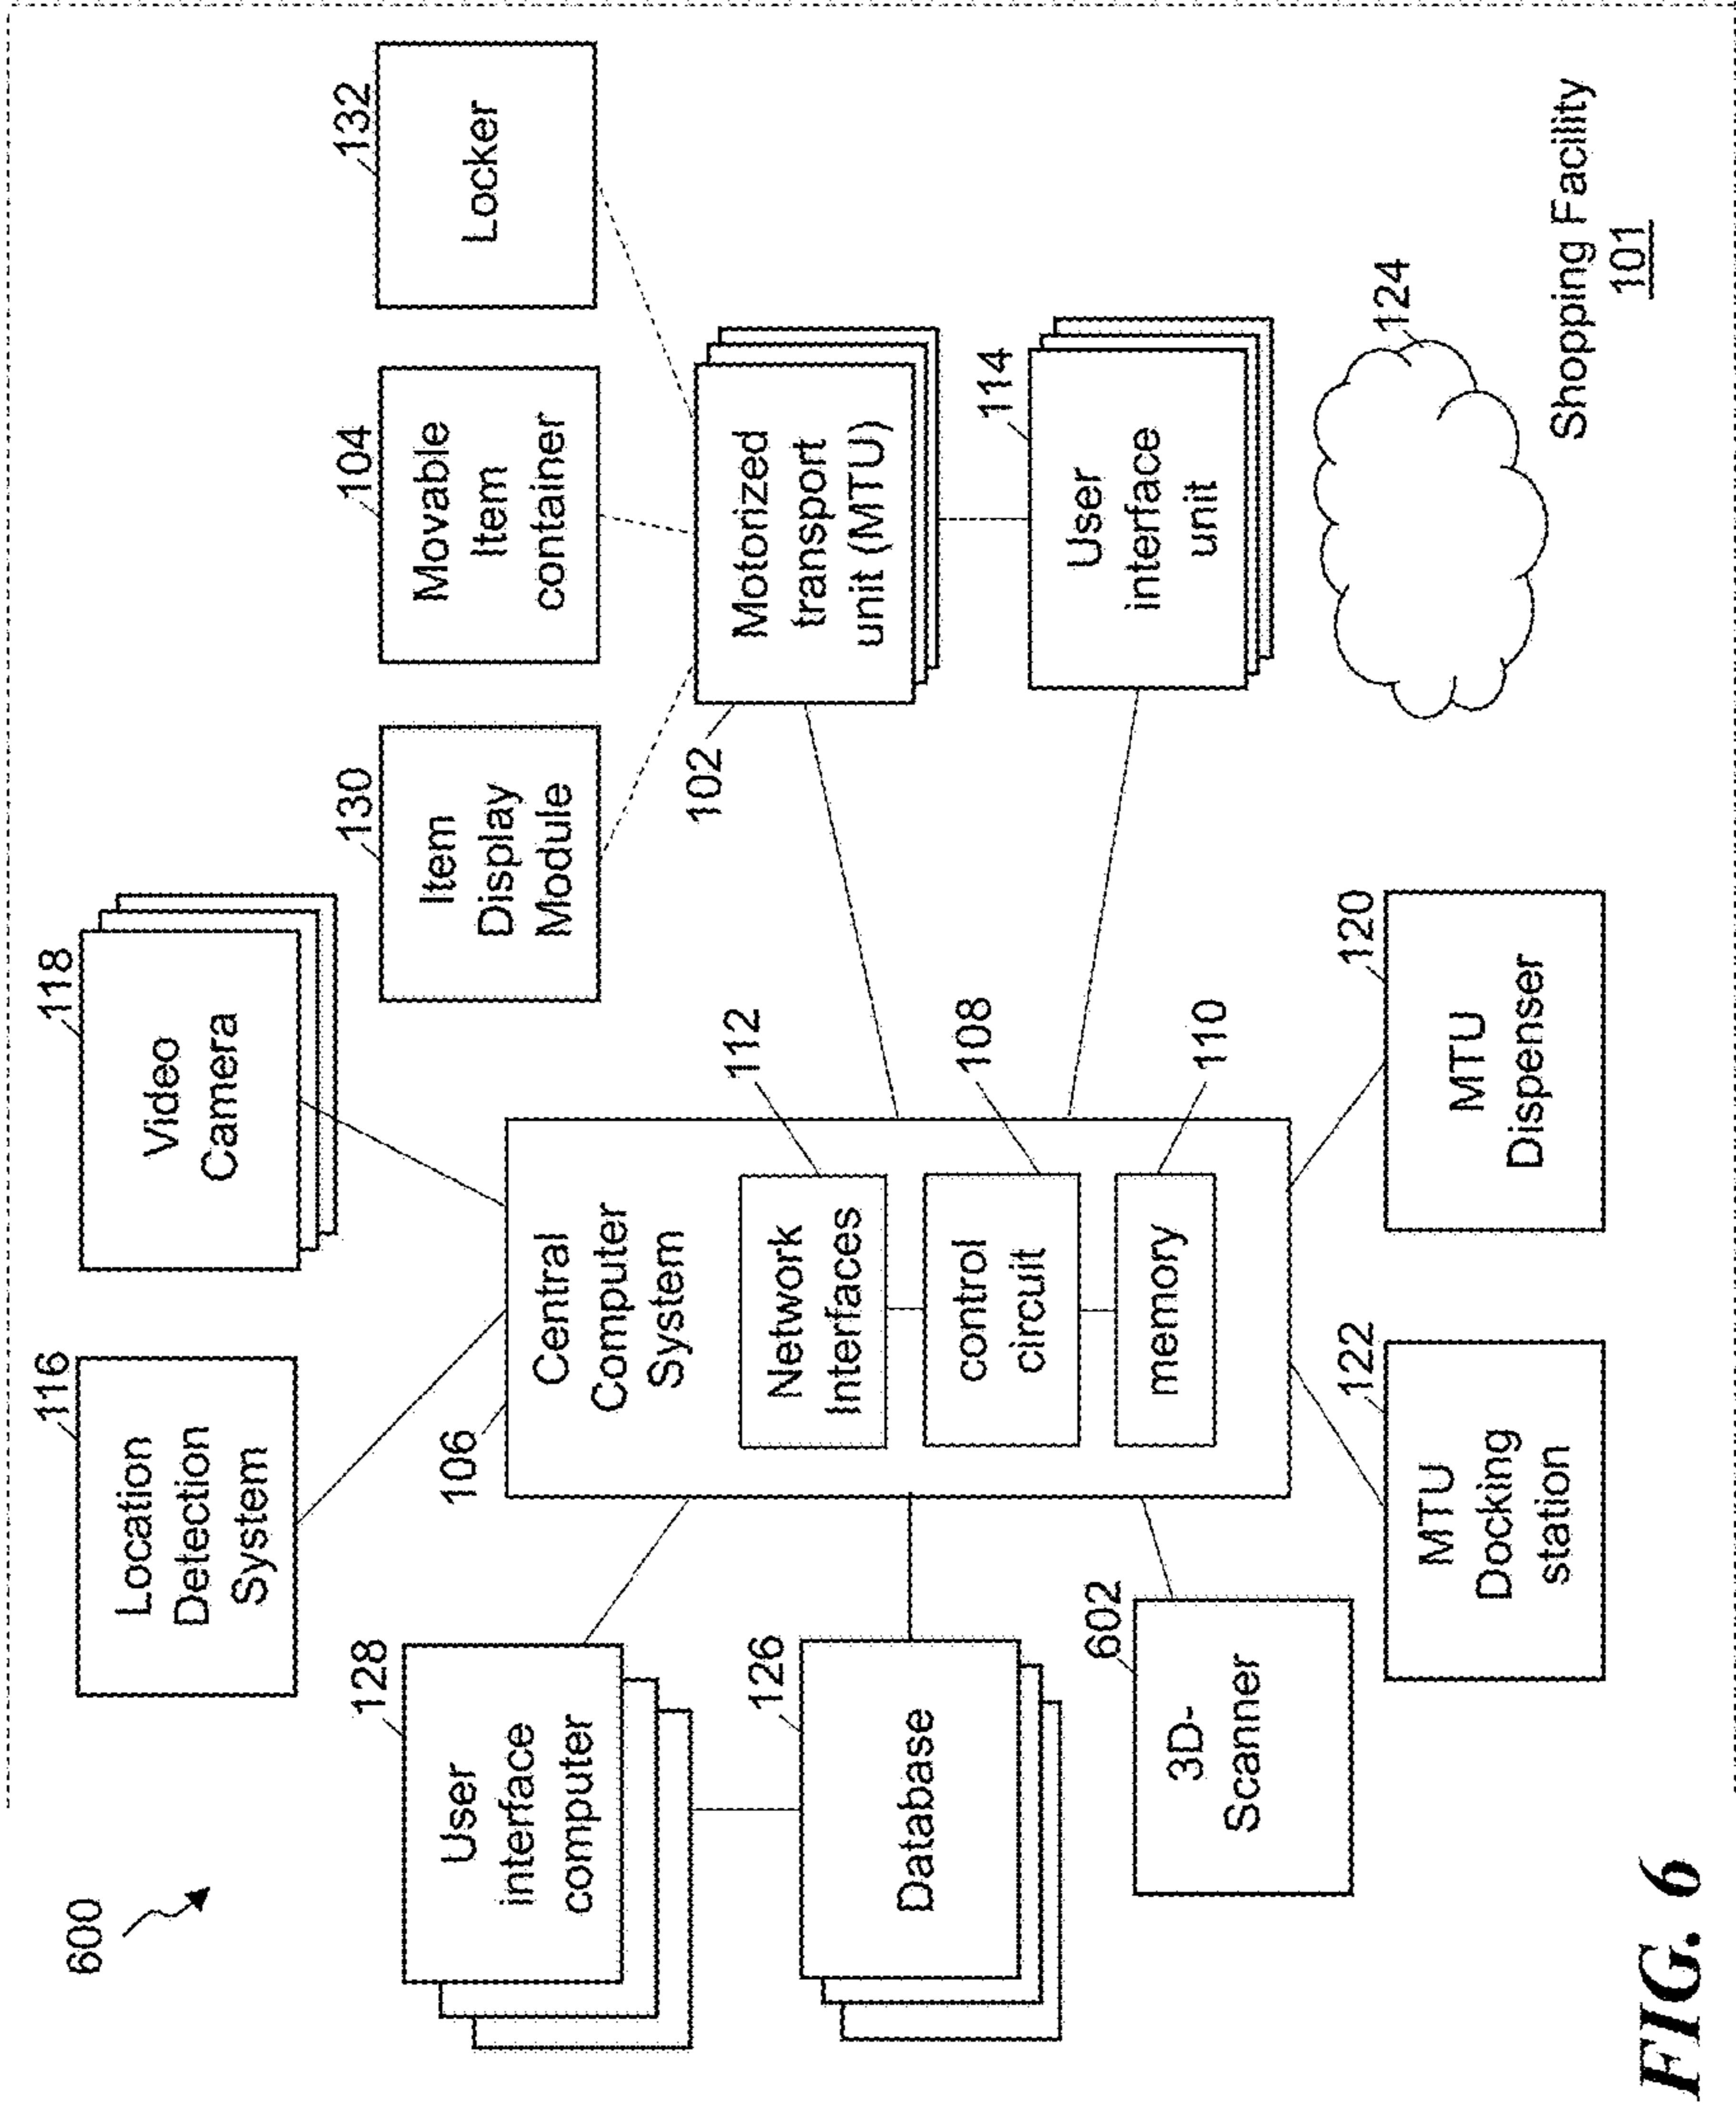 600
116
Location
Detection
System
118
Video
Camera
128
User
interface
computer
106
Central
Computer
System
130
Item
Display
Module
104
Movable
Item
container
132
Locker
126
Database
112
Network
Interfaces
102
Motorized
transport
unit (MTU)
108
control
circuit
110
memory
114
User
interface
unit
602
3D-
Scanner
122
MTU
Docking
station
120
MTU
Dispenser
124
Shopping Facility
101
FIG. 6